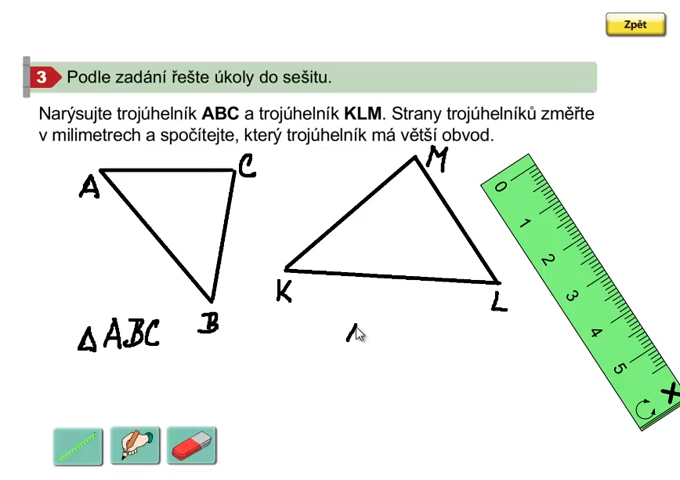 Zpět
3 Podle zadání řešte úkoly do sešitu.
Narýsujte trojúhelník ABC a trojúhelník KLM. Strany trojúhelníků změřte
v milimetrech a spočítejte, který trojúhelník má větší obvod.
A
C
M
K
L
B
Δ ABC
0
1
2
3
4
5